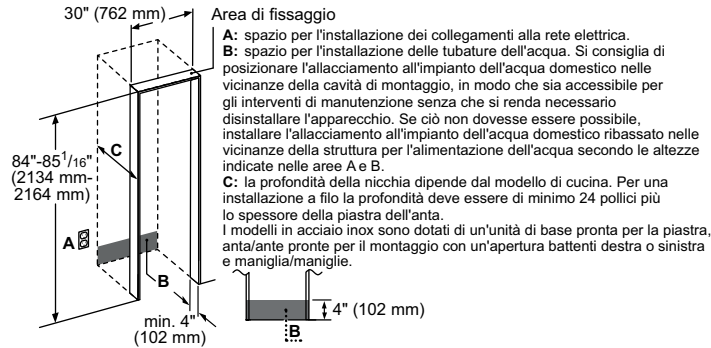 30" (762 mm)
Area di fissaggio
A: spazio per l'installazione dei collegamenti alla rete elettrica.
B: spazio per l'installazione delle tubature dell'acqua. Si consiglia di
posizionare l'allacciamento all'impianto dell'acqua domestico nelle
vicinanze della cavità di montaggio, in modo che sia accessibile per
gli interventi di manutenzione senza che si renda necessario
disinstallare l'apparecchio. Se ciò non dovesse essere possibile,
installare l'allacciamento all'impianto dell'acqua domestico ribassato nelle
vicinanze della struttura per l'alimentazione dell'acqua secondo le altezze
indicate nelle aree A e B.
C: la profondità della nicchia dipende dal modello di cucina. Per una
installazione a filo la profondità deve essere di minimo 24 pollici più
lo spessore della piastra dell'anta.
I modelli in acciaio inox sono dotati di un'unità di base pronta per la piastra,
anta/ante pronte per il montaggio con un'apertura battenti destra o sinistra
e maniglia/maniglie.
C
84"-85 1/16"
(2134 mm-
2164 mm)
A
B
min. 4"
(102 mm)
4" (102 mm)
B